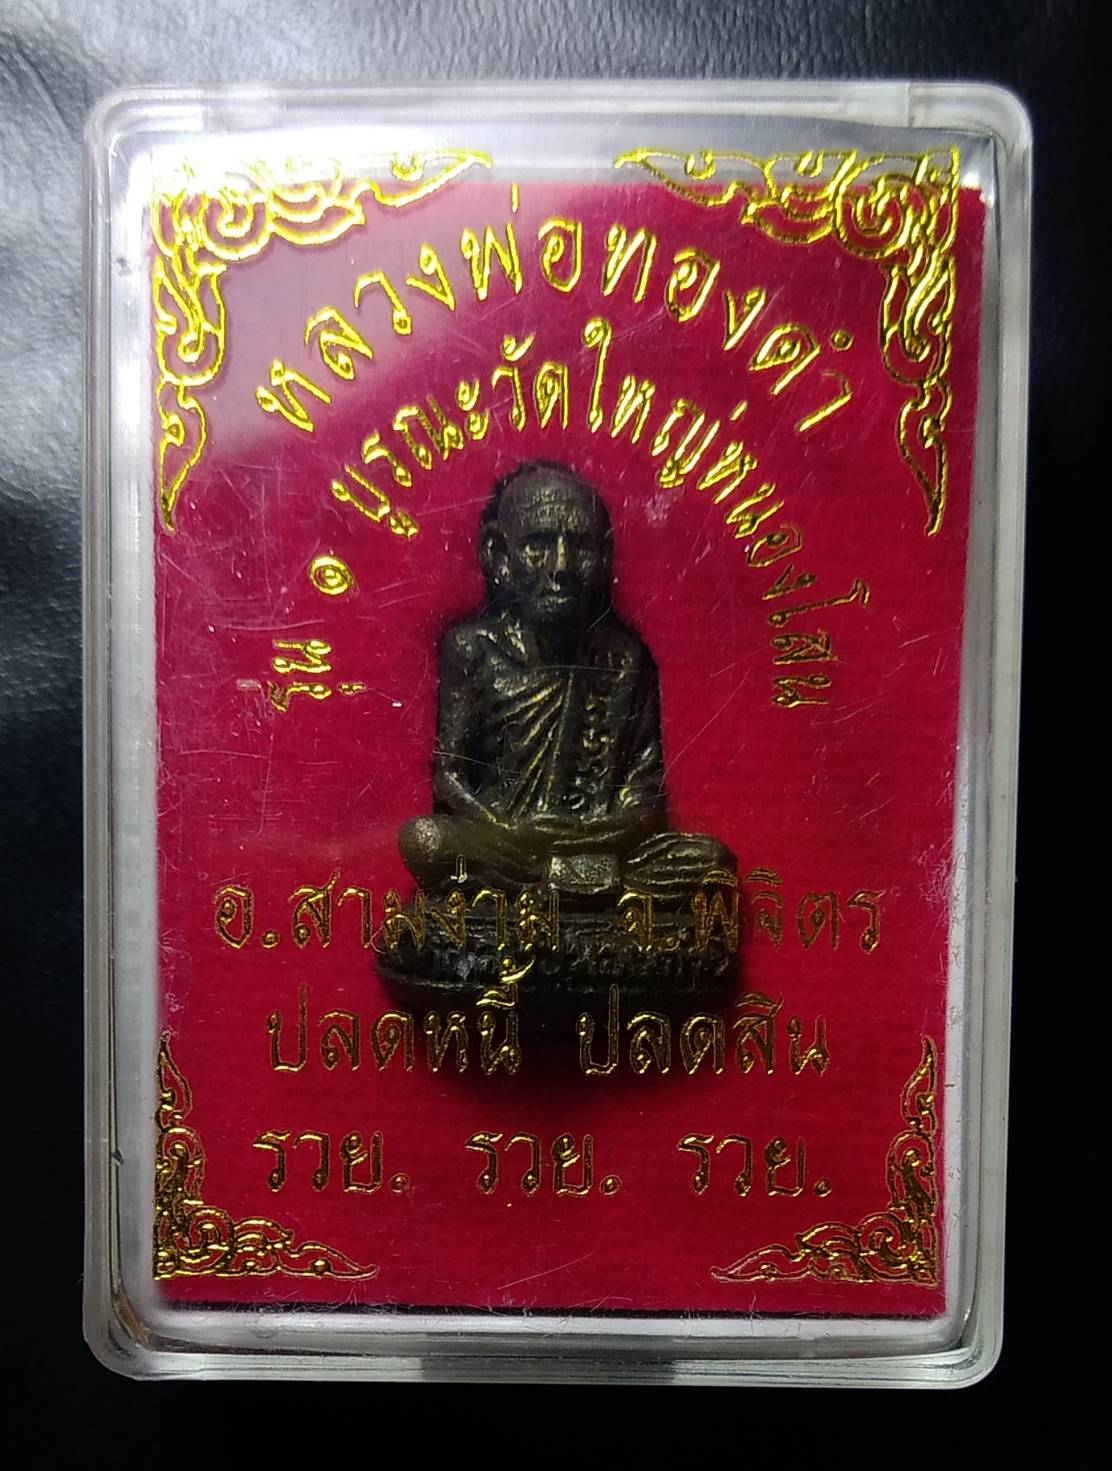 หลวงพ่อทองดำ
รุ่น ๑ บูรณะวัดใหญ่หนองโสน
อ.สามง่าม จ.พิจิตร
ปลดหนี้ ปลดสิน
รวย. รวย. รวย.